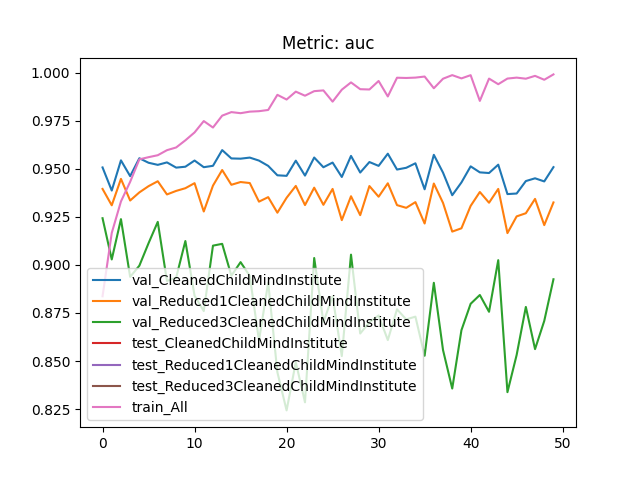 Metric: auc
1.000
0.975
0.950
0.925
0.900
0.875
0.850
0.825
val_CleanedChildMindInstitute
val_Reduced1CleanedChildMindInstitute
val_Reduced3CleanedChildMindInstitute
test_CleanedChildMindInstitute
test_Reduced1CleanedChildMindInstitute
test_Reduced3CleanedChildMindInstitute
train_All
0 10 20 30 40 50